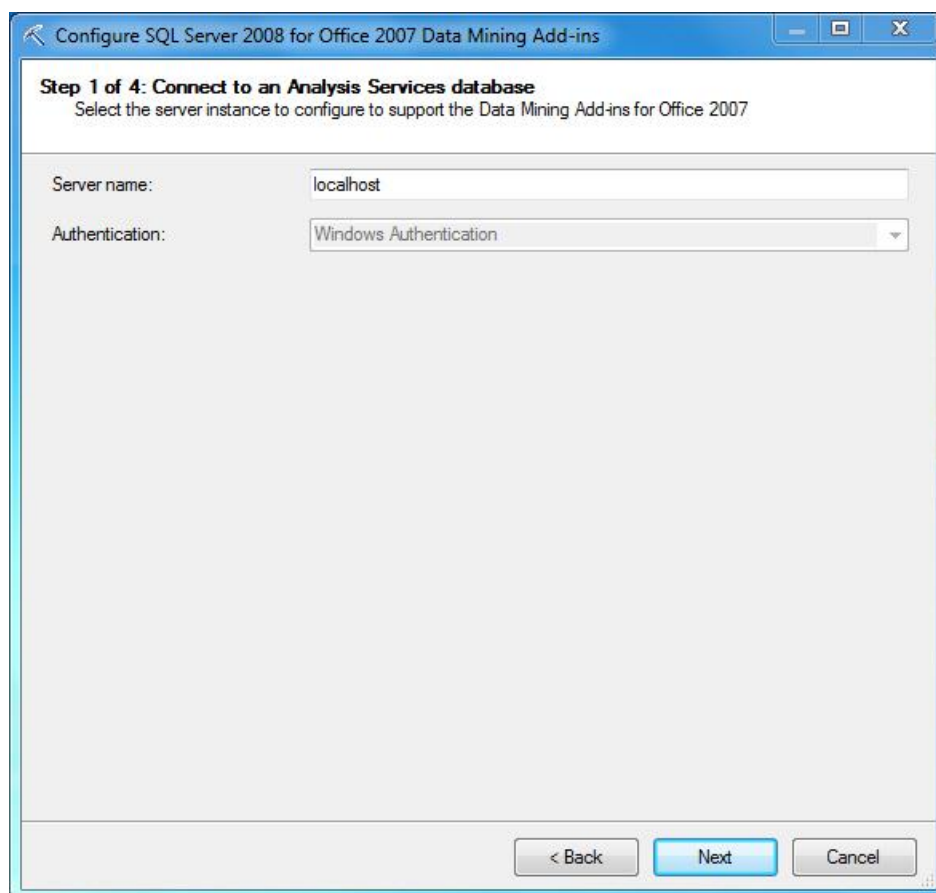 Configure SQL Server 2008 for Office 2007 Data Mining Add-ins
Step 1 of 4: Connect to an Analysis Services database
Select the server instance to configure to support the Data Mining Add-ins for Office 2007
Server name: localhost
Authentication: Windows Authentication
< Back Next Cancel